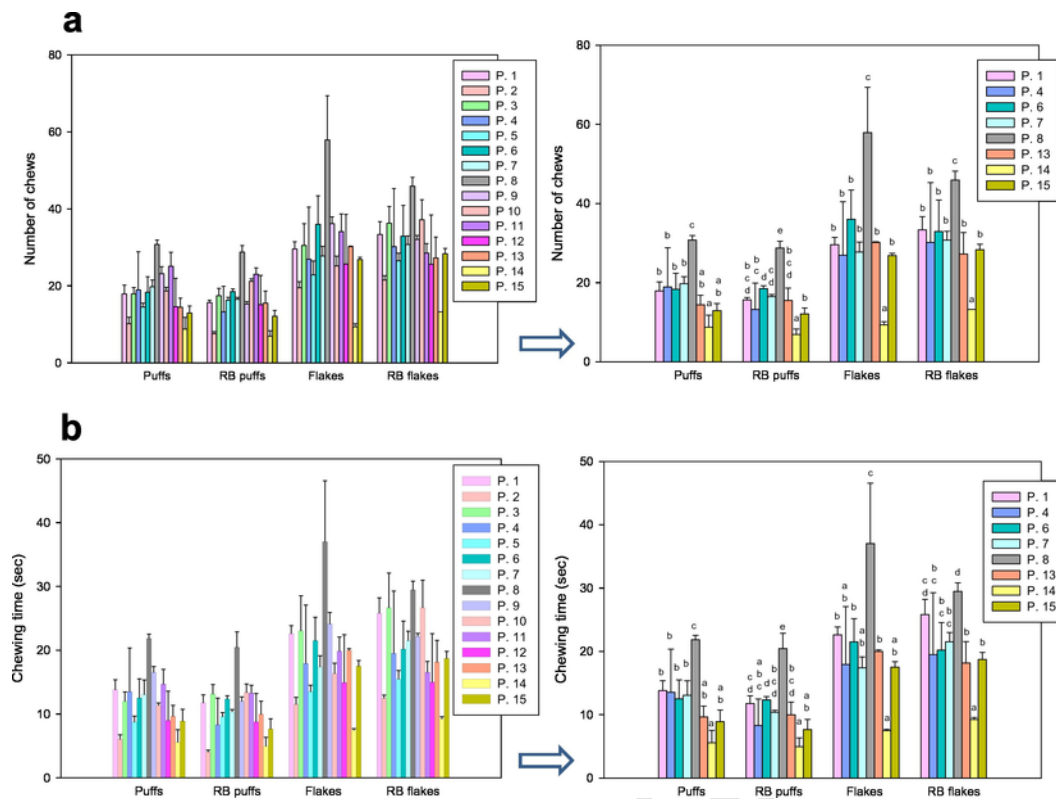 a
Number of chews
80
60
40
20
0
Puffs RB puffs Flakes RB flakes
P. 1
P. 2
P. 3
P. 4
P. 5
P. 6
P. 7
P. 8
P. 9
P 10
P. 11
P. 12
P. 13
P. 14
P. 15
Number of chews
80
60
40
20
0
b b b b c a b a a b
b c d b c d c d c d e b c d a b
b b b b c b a b
b b b b c b a b
Puffs RB puffs Flakes RB flakes
P. 1
P. 4
P. 6
P. 7
P. 8
P. 13
P. 14
P. 15
b
Chewing time (sec)
50
40
30
20
10
0
Puffs RB puffs Flakes RB flakes
P. 1
P. 2
P. 3
P. 4
P. 5
P. 6
P. 7
P. 8
P. 9
P. 10
P. 11
P. 12
P. 13
P. 14
P. 15
Chewing time (sec)
50
40
30
20
10
0
Puffs RB puffs Flakes RB flakes
P. 1
P. 4
P. 6
P. 7
P. 8
P. 13
P. 14
P. 15